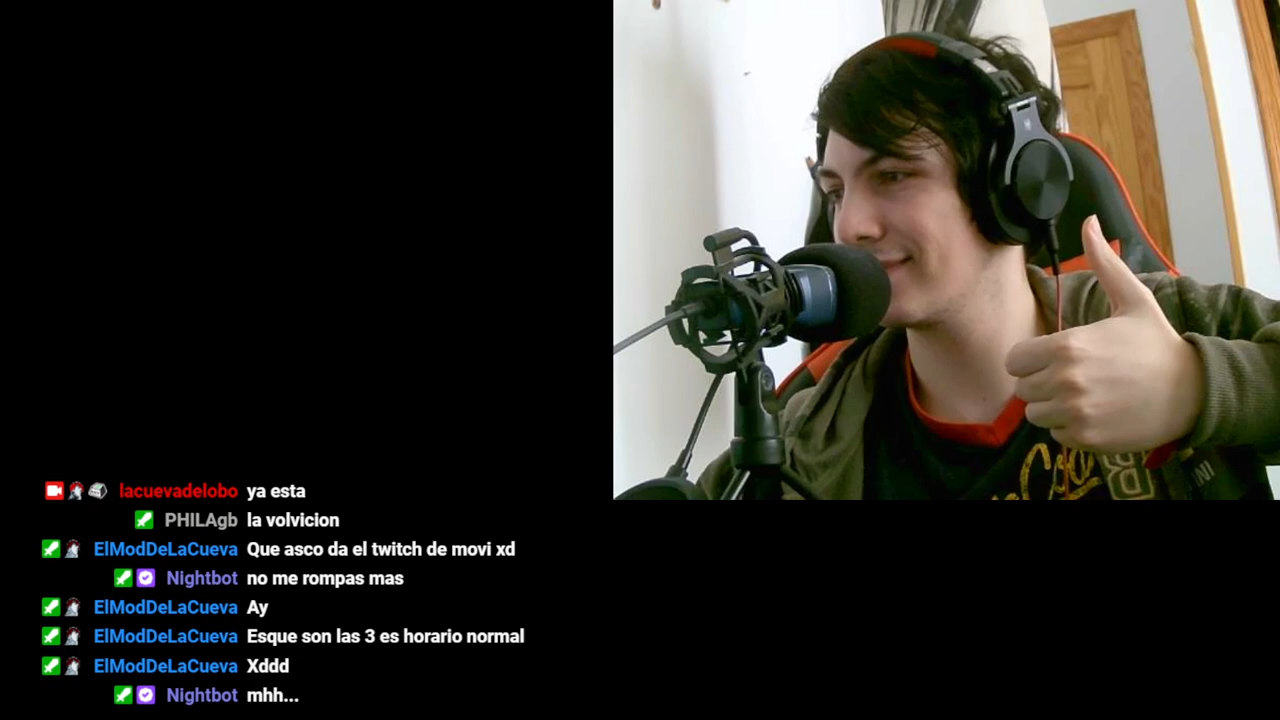 lacuevadelobo ya esta
PHILAgb la volvicion
ElModDeLaCueva Que asco da el twitch de movi xd
Nightbot no me rompas mas
ElModDeLaCueva Ay
ElModDeLaCueva Esque son las 3 es horario normal
ElModDeLaCueva Xddd
Nightbot mhh...